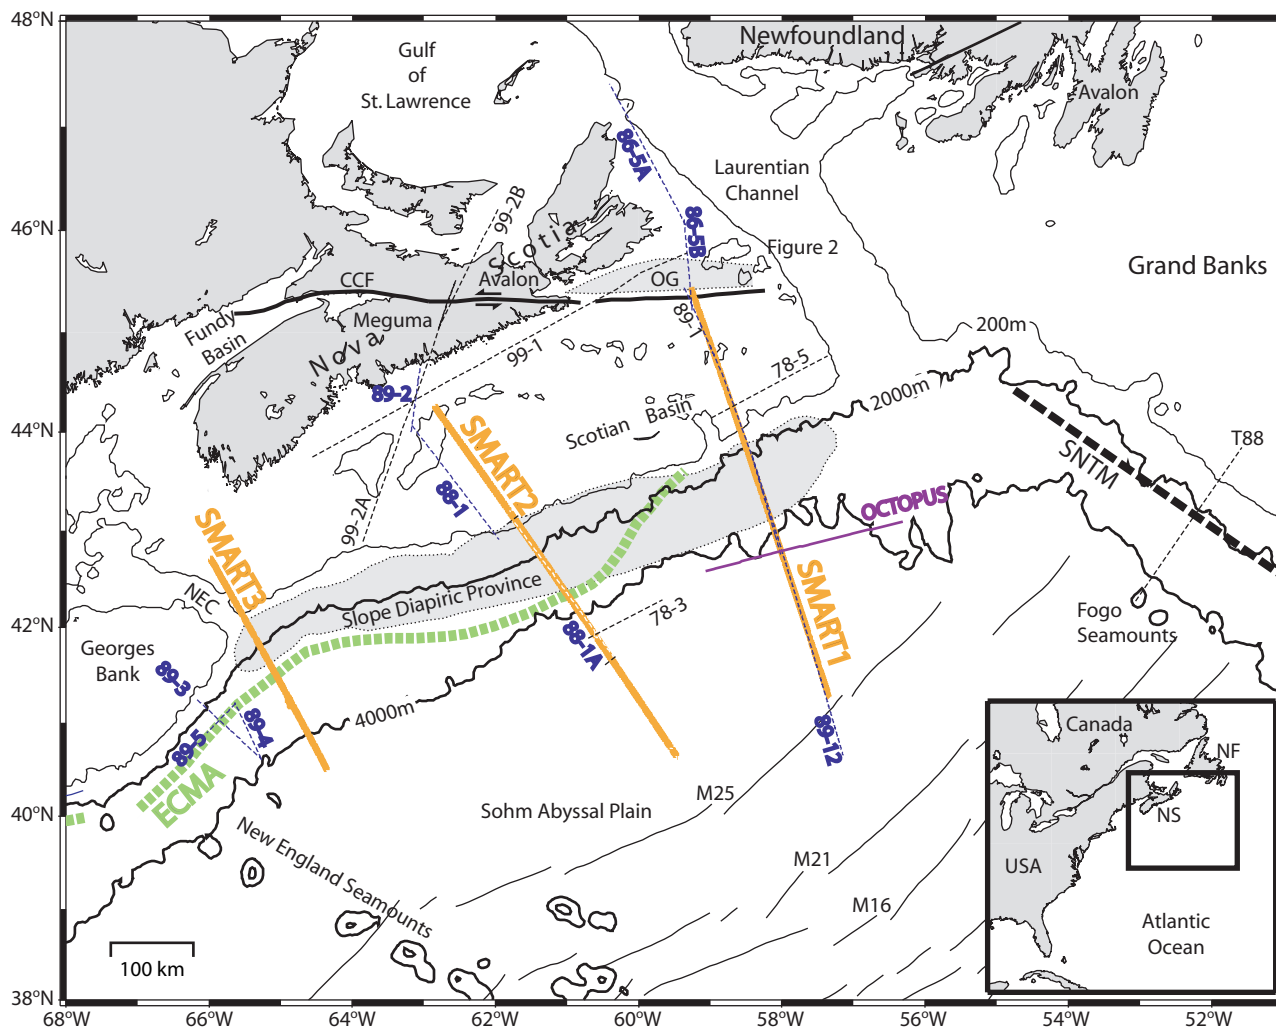 48°N
46°N
44°N
42°N
40°N
38°N
68°W
66°W
64°W
62°W
60°W
58°W
56°W
54°W
52°W
Gulf
of
St. Lawrence
Newfoundland
Avalon
Laurentian
Channel
86-5A
86-5B
99-2B
Figure 2
Grand Banks
Nova Scotia
CCF
Avalon
OG
Meguma
Fundy
Basin
99-1
89-1
78-5
200m
2000m
89-2
Scotian Basin
SMART2
88-1
99-2A
SMART3
NEC
Slope Diapiric Province
OCTOPUS
SNTM
T88
SMART1
78-3
88-1A
Georges
Bank
89-3
89-4
89-5
ECMA
4000m
89-12
Fogo
Seamounts
Sohm Abyssal Plain
M25
M21
M16
New England Seamounts
100 km
Canada
NF
NS
USA
Atlantic
Ocean